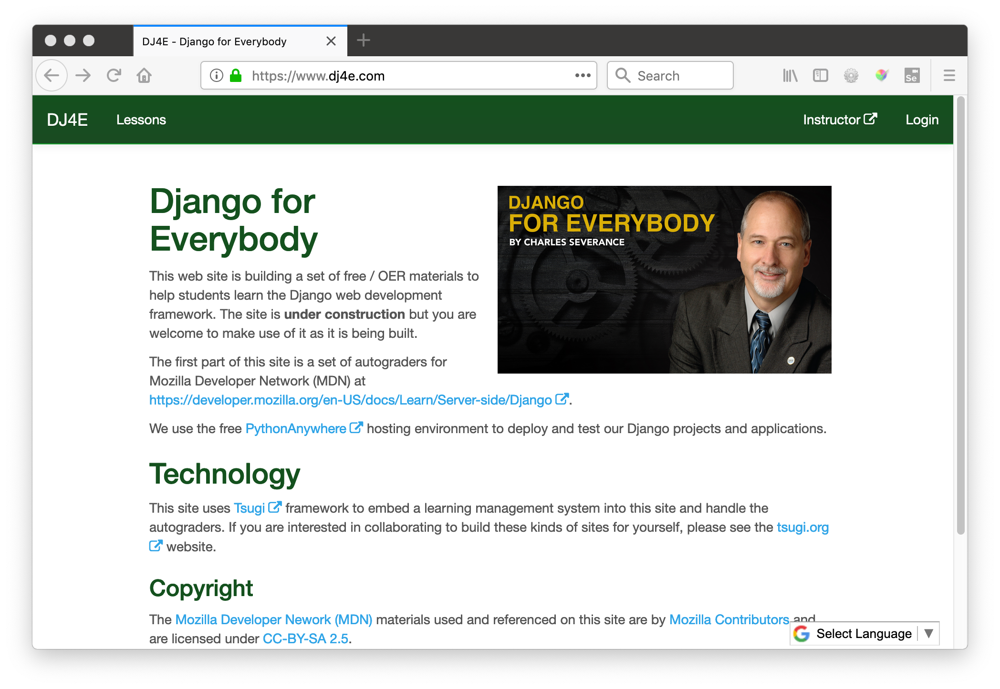 DJ4E - Django for Everybody
https://www.dj4e.com
Search
Se
DJ4E
Lessons
Instructor
Login
Django for
Everybody
DJANGO
FOR EVERYBODY
BY CHARLES SEVERANCE
This web site is building a set of free / OER materials to
help students learn the Django web development
framework. The site is under construction but you are
welcome to make use of it as it is being built.
The first part of this site is a set of autograders for
Mozilla Developer Network (MDN) at
https://developer.mozilla.org/en-US/docs/Learn/Server-side/Django.
We use the free PythonAnywhere hosting environment to deploy and test our Django projects and applications.
Technology
This site uses Tsugi framework to embed a learning management system into this site and handle the
autograders. If you are interested in collaborating to build these kinds of sites for yourself, please see the tsugi.org
website.
Copyright
The Mozilla Developer Nework (MDN) materials used and referenced on this site are by Mozilla Contributors and
are licensed under CC-BY-SA 2.5.
Select Language